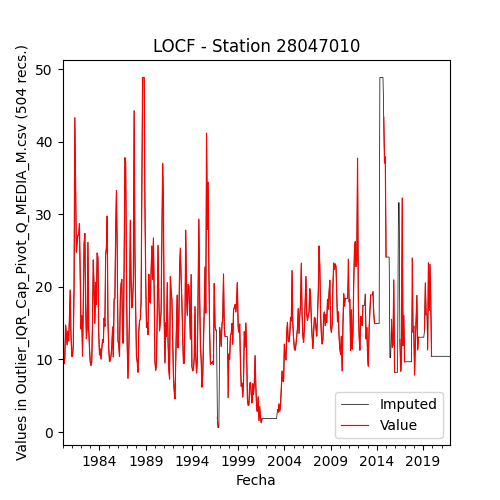 LOCF - Station 28047010
Values in Outlier_IQR_Cap_Pivot_Q_MEDIA_M.csv (504 recs.)
50
40
30
20
10
0
Imputed
Value
1984 1989 1994 1999 2004 2009 2014 2019
Fecha